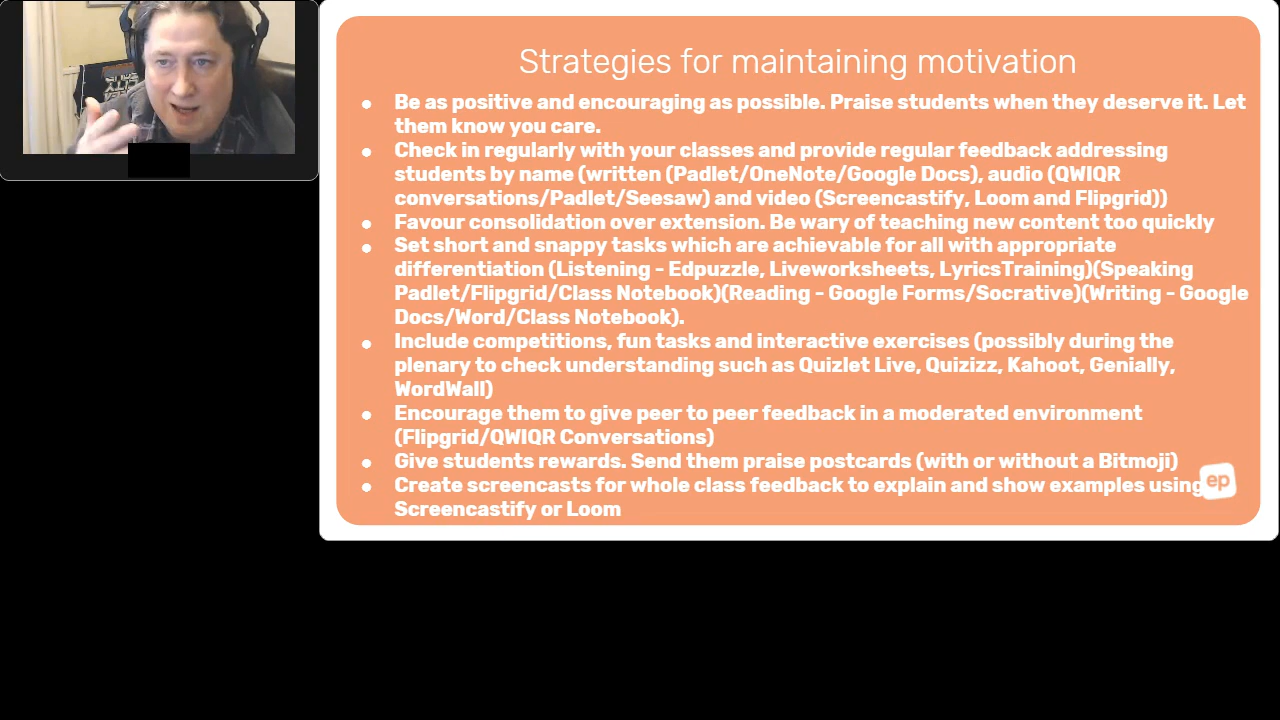 Strategies for maintaining motivation
● Be as positive and encouraging as possible. Praise students when they deserve it. Let
them know you care.
● Check in regularly with your classes and provide regular feedback addressing
students by name (written (Padlet/OneNote/Google Docs), audio (QWIQR
conversations/Padlet/Seesaw) and video (Screencastify, Loom and Flipgrid))
● Favour consolidation over extension. Be wary of teaching new content too quickly
● Set short and snappy tasks which are achievable for all with appropriate
differentiation (Listening - Edpuzzle, Liveworksheets, LyricsTraining)(Speaking
Padlet/Flipgrid/Class Notebook)(Reading - Google Forms/Socrative)(Writing - Google
Docs/Word/Class Notebook).
● Include competitions, fun tasks and interactive exercises (possibly during the
plenary to check understanding such as Quizlet Live, Quizizz, Kahoot, Genially,
WordWall)
● Encourage them to give peer to peer feedback in a moderated environment
(Flipgrid/QWIQR Conversations)
● Give students rewards. Send them praise postcards (with or without a Bitmoji)
● Create screencasts for whole class feedback to explain and show examples using
Screencastify or Loom
ep